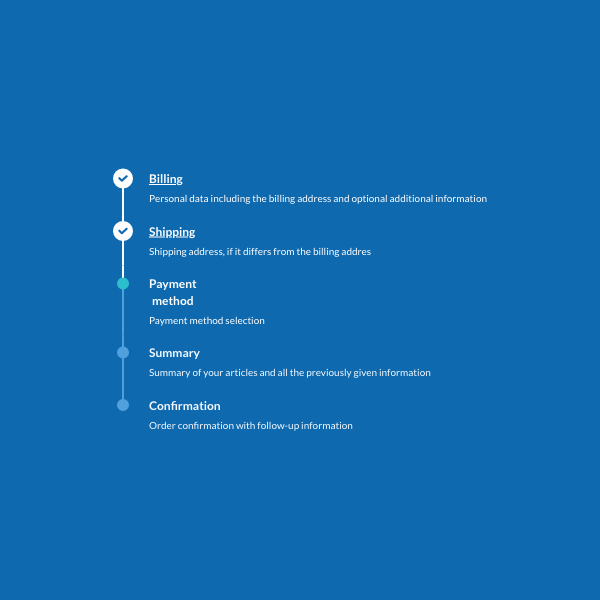 Billing
Personal data including the billing address and optional additional information
Shipping
Shipping address, if it differs from the billing addres
Payment
method
Payment method selection
Summary
Summary of your articles and all the previously given information
Confirmation
Order confirmation with follow-up information